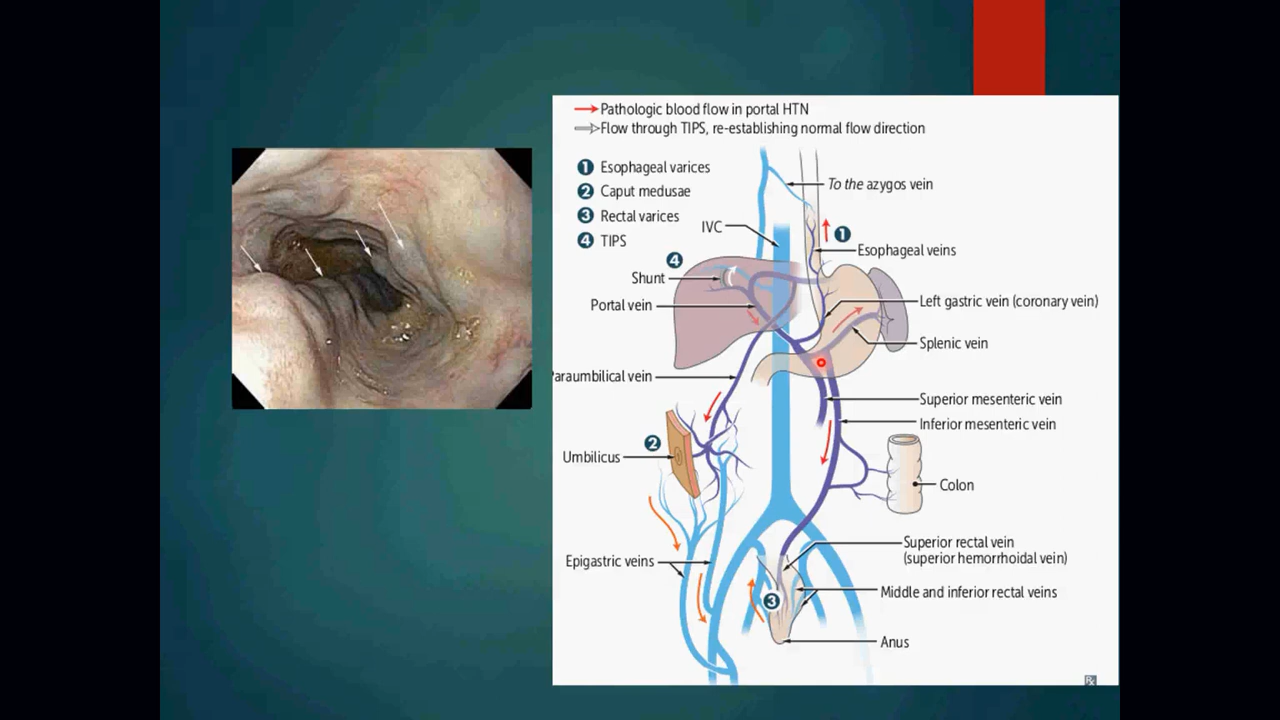 Pathologic blood flow in portal HTN
Flow through TIPS, re-establishing normal flow direction
1 Esophageal varices
2 Caput medusae
3 Rectal varices
4 TIPS
To the azygos vein
IVC
1
Esophageal veins
4
Shunt
Portal vein
Left gastric vein (coronary vein)
Splenic vein
Paraumbilical vein
Superior mesenteric vein
Inferior mesenteric vein
2
Umbilicus
Colon
Superior rectal vein
(superior hemorrhoidal vein)
Epigastric veins
Middle and inferior rectal veins
3
Anus
Rx